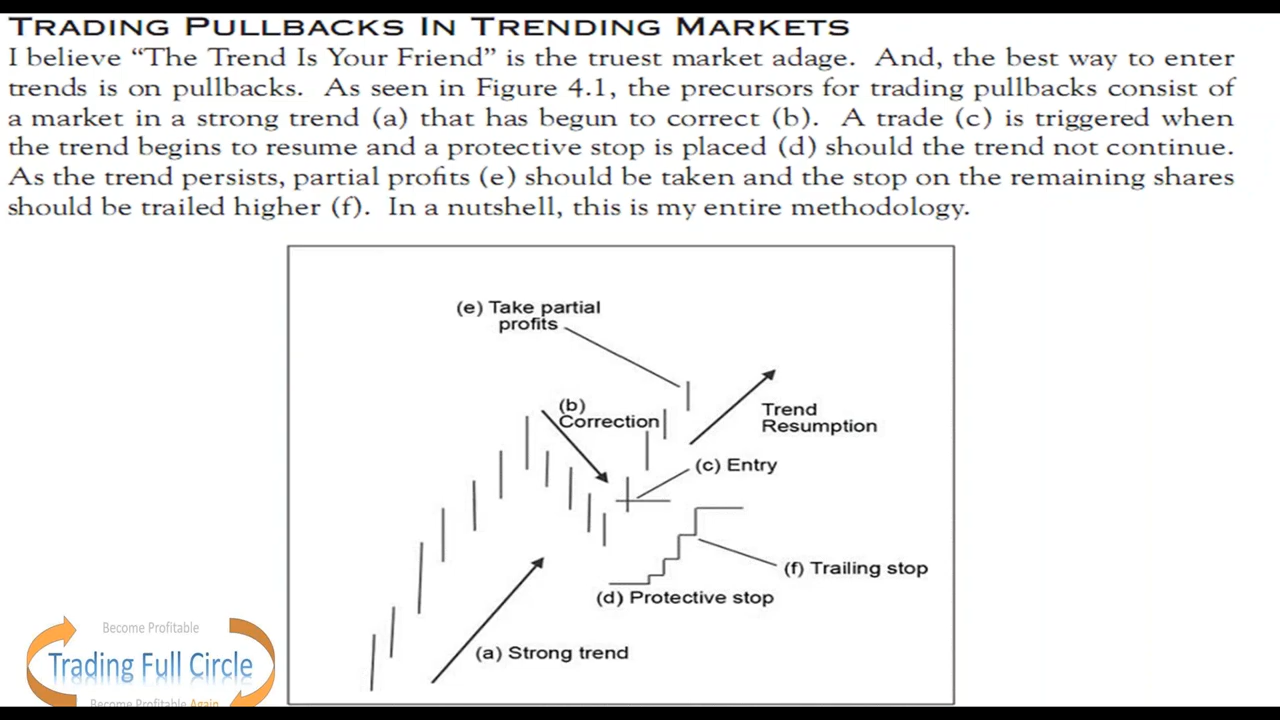 TRADING PULLBACKS IN TRENDING MARKETS
I believe “The Trend Is Your Friend” is the truest market adage. And, the best way to enter
trends is on pullbacks. As seen in Figure 4.1, the precursors for trading pullbacks consist of
a market in a strong trend (a) that has begun to correct (b). A trade (c) is triggered when
the trend begins to resume and a protective stop is placed (d) should the trend not continue.
As the trend persists, partial profits (e) should be taken and the stop on the remaining shares
should be trailed higher (f). In a nutshell, this is my entire methodology.
(e) Take partial
profits
(b)
Correction
Trend
Resumption
(c) Entry
(f) Trailing stop
(d) Protective stop
(a) Strong trend
Become Profitable
Trading Full Circle
Become Profitable Again